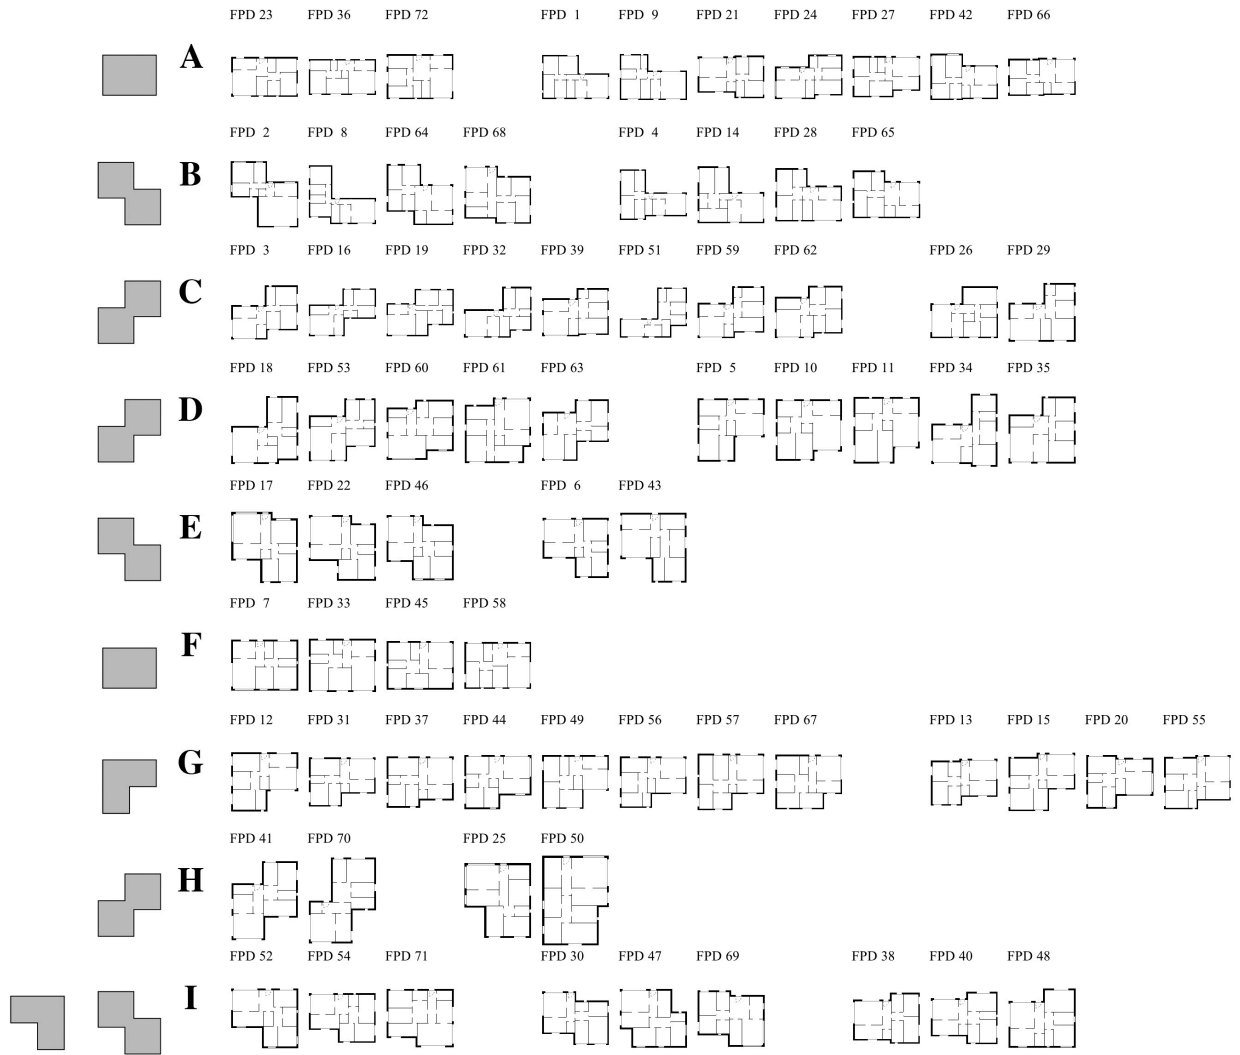 FPD 23 FPD 36 FPD 72 FPD 1 FPD 9 FPD 21 FPD 24 FPD 27 FPD 42 FPD 66
A
FPD 2 FPD 8 FPD 64 FPD 68 FPD 4 FPD 14 FPD 28 FPD 65
B
FPD 3 FPD 16 FPD 19 FPD 32 FPD 39 FPD 51 FPD 59 FPD 62 FPD 26 FPD 29
C
FPD 18 FPD 53 FPD 60 FPD 61 FPD 63 FPD 5 FPD 10 FPD 11 FPD 34 FPD 35
D
FPD 17 FPD 22 FPD 46 FPD 6 FPD 43
E
FPD 7 FPD 33 FPD 45 FPD 58
F
FPD 12 FPD 31 FPD 37 FPD 44 FPD 49 FPD 56 FPD 57 FPD 67 FPD 13 FPD 15 FPD 20 FPD 55
G
FPD 41 FPD 70 FPD 25 FPD 50
H
FPD 52 FPD 54 FPD 71 FPD 30 FPD 47 FPD 69 FPD 38 FPD 40 FPD 48
I